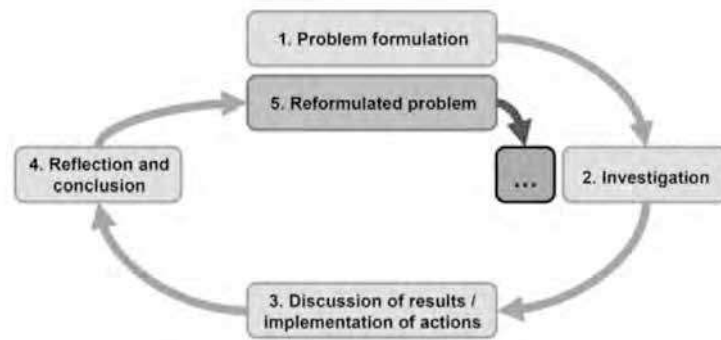 1. Problem formulation
5. Reformulated problem
4. Reflection and
conclusion
...
2. Investigation
3. Discussion of results /
implementation of actions